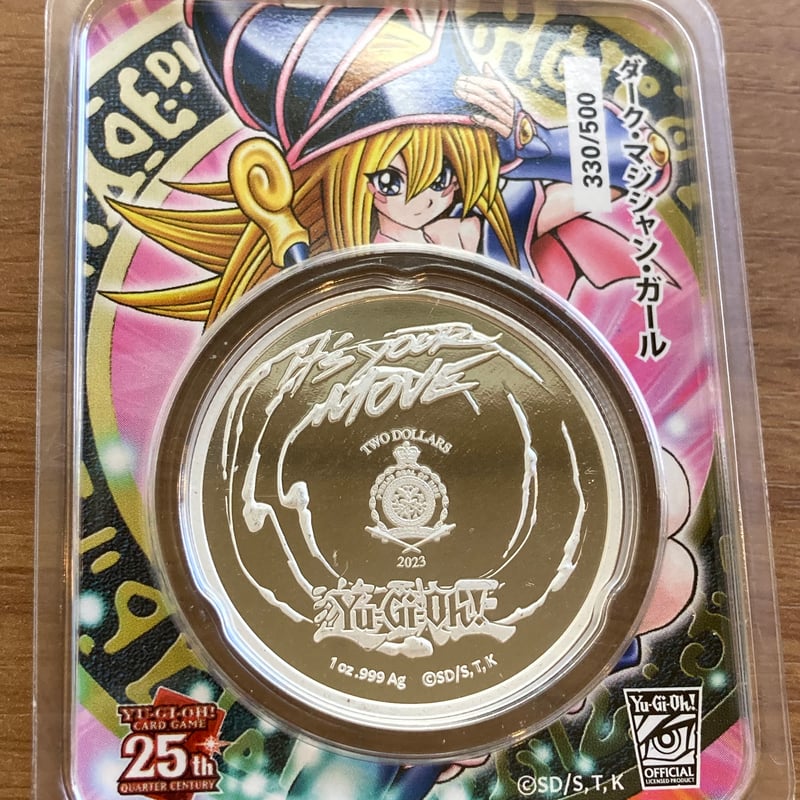 ダーク・マジシャン・ガール
330/500
It's YOUR
MOVE
TWO DOLLARS
2023
Yu-Gi-Oh!
1 oz .999 Ag ©SD/S, T, K
YU-GI-OH!
CARD GAME
25th
QUARTER CENTURY
Yu-Gi-Oh!
OFFICIAL
LICENSED PRODUCT
©SD/S, T, K